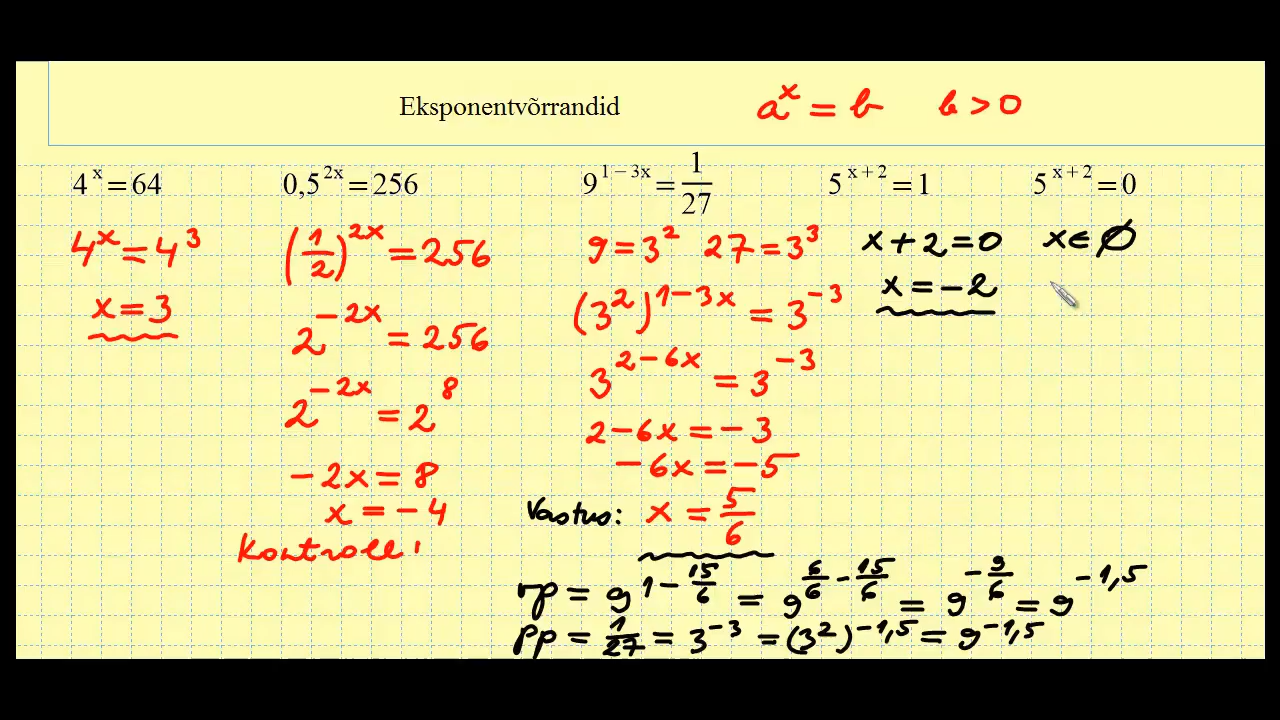 Eksponentvõrrandid a^x = b b > 0
4^x = 64
4^x = 4^3
x = 3
0,5^(2x) = 256
(1/2)^(2x) = 256
2^(-2x) = 256
2^(-2x) = 2^8
-2x = 8
x = -4
Kontroll!
9^(1-3x) = 1/27
9 = 3^2 27 = 3^3
(3^2)^(1-3x) = 3^(-3)
3^(2-6x) = 3^(-3)
2-6x = -3
-6x = -5
Vastus: x = 5/6
vp = 9^(1-15/6) = 9^(6/6-15/6) = 9^(-9/6) = 9^(-1,5)
pp = 1/27 = 3^(-3) = (3^2)^(-1,5) = 9^(-1,5)
5^(x+2) = 1
x+2 = 0
x = -2
5^(x+2) = 0
x ∈ Ø